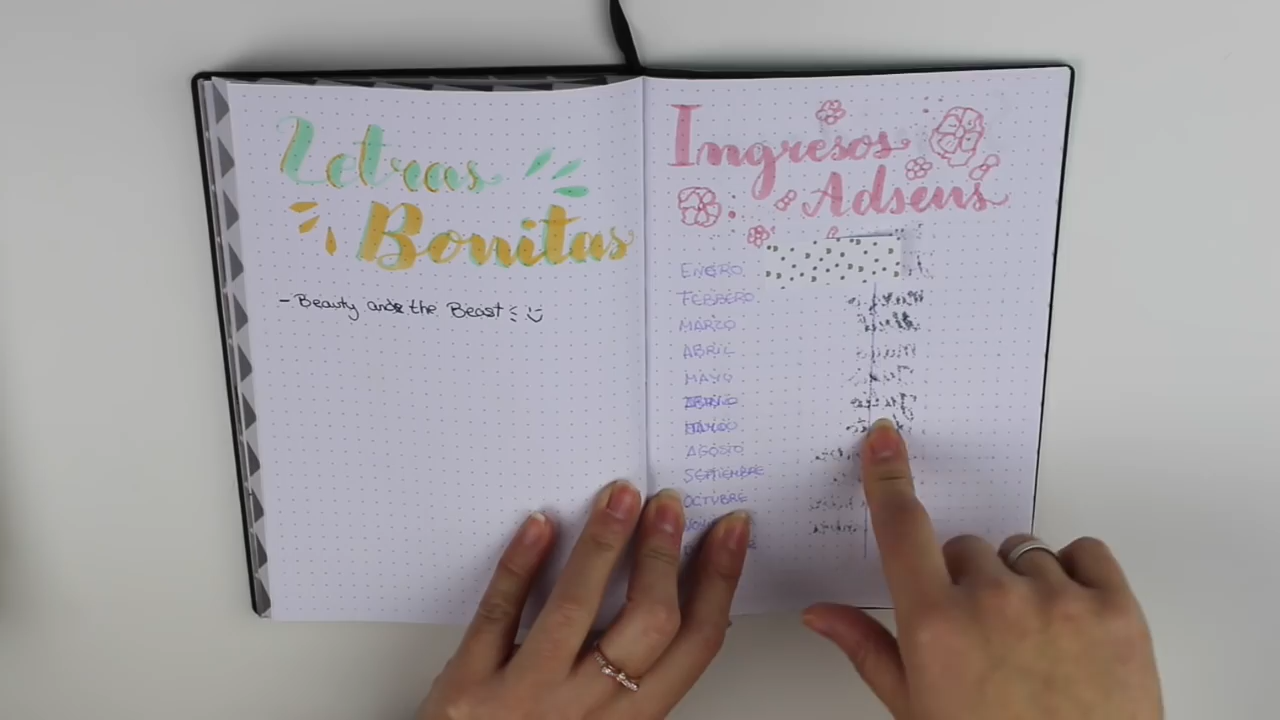 Letras
Bonitas
- Beauty and the Beast
Ingresos
Adsens
ENERO
FEBRERO
MARZO
ABRIL
MAYO
AGOSTO
SEPTIEMBRE
OCTUBRE